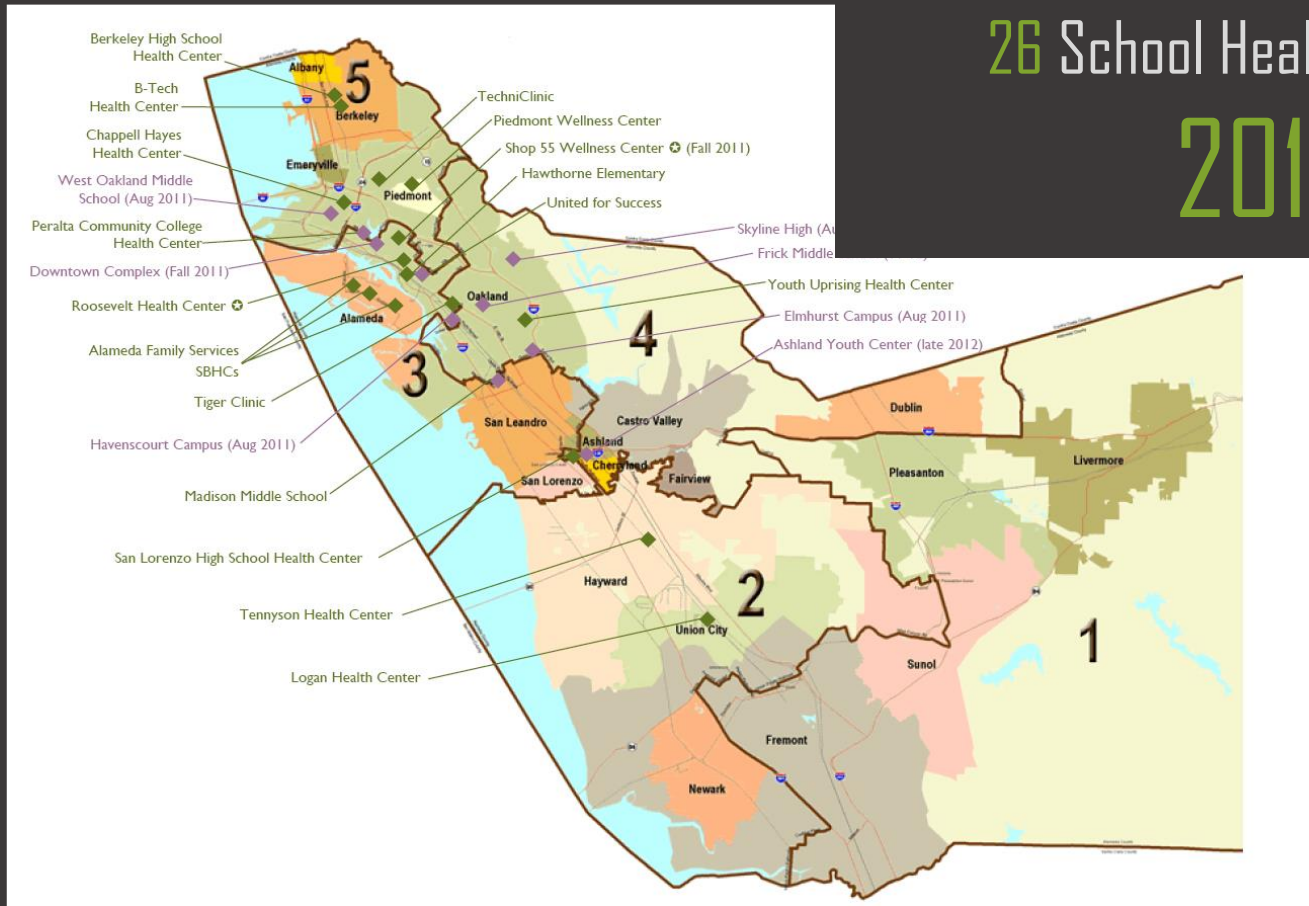 26 School Heal
201
Berkeley High School
Health Center
B-Tech
Health Center
Chappell Hayes
Health Center
West Oakland Middle
School (Aug 2011)
Peralta Community College
Health Center
Downtown Complex (Fall 2011)
Roosevelt Health Center
Alameda Family Services
SBHCs
Tiger Clinic
Havenscourt Campus (Aug 2011)
Madison Middle School
San Lorenzo High School Health Center
Tennyson Health Center
Logan Health Center
TechniClinic
Piedmont Wellness Center
Shop 55 Wellness Center (Fall 2011)
Hawthorne Elementary
United for Success
Skyline High (Au
Frick Middle
Youth Uprising Health Center
Elmhurst Campus (Aug 2011)
Ashland Youth Center (late 2012)
Albany
5
Berkeley
Emeryville
Piedmont
Oakland
Alameda
4
3
San Leandro
Castro Valley
Ashland
Cherryland
San Lorenzo
Fairview
Dublin
Pleasanton
Livermore
Hayward
2
Union City
1
Sunol
Fremont
Newark